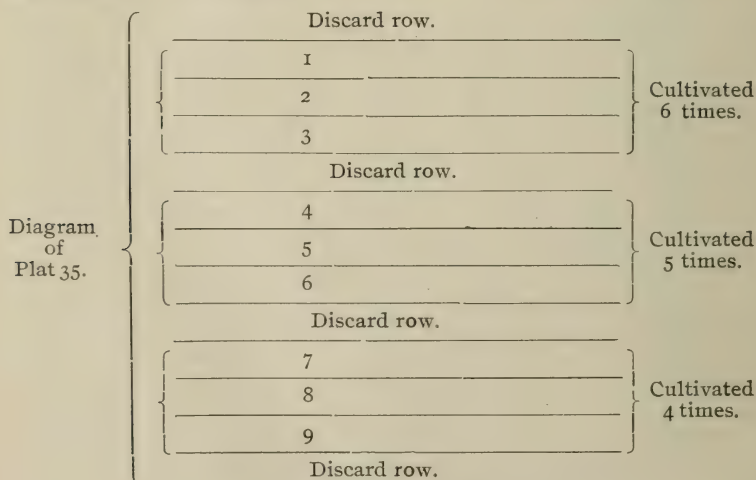 Discard row.
1
2
3
Cultivated
6 times.
Discard row.
Diagram
of
Plat 35.
4
5
6
Cultivated
5 times.
Discard row.
7
8
9
Cultivated
4 times.
Discard row.